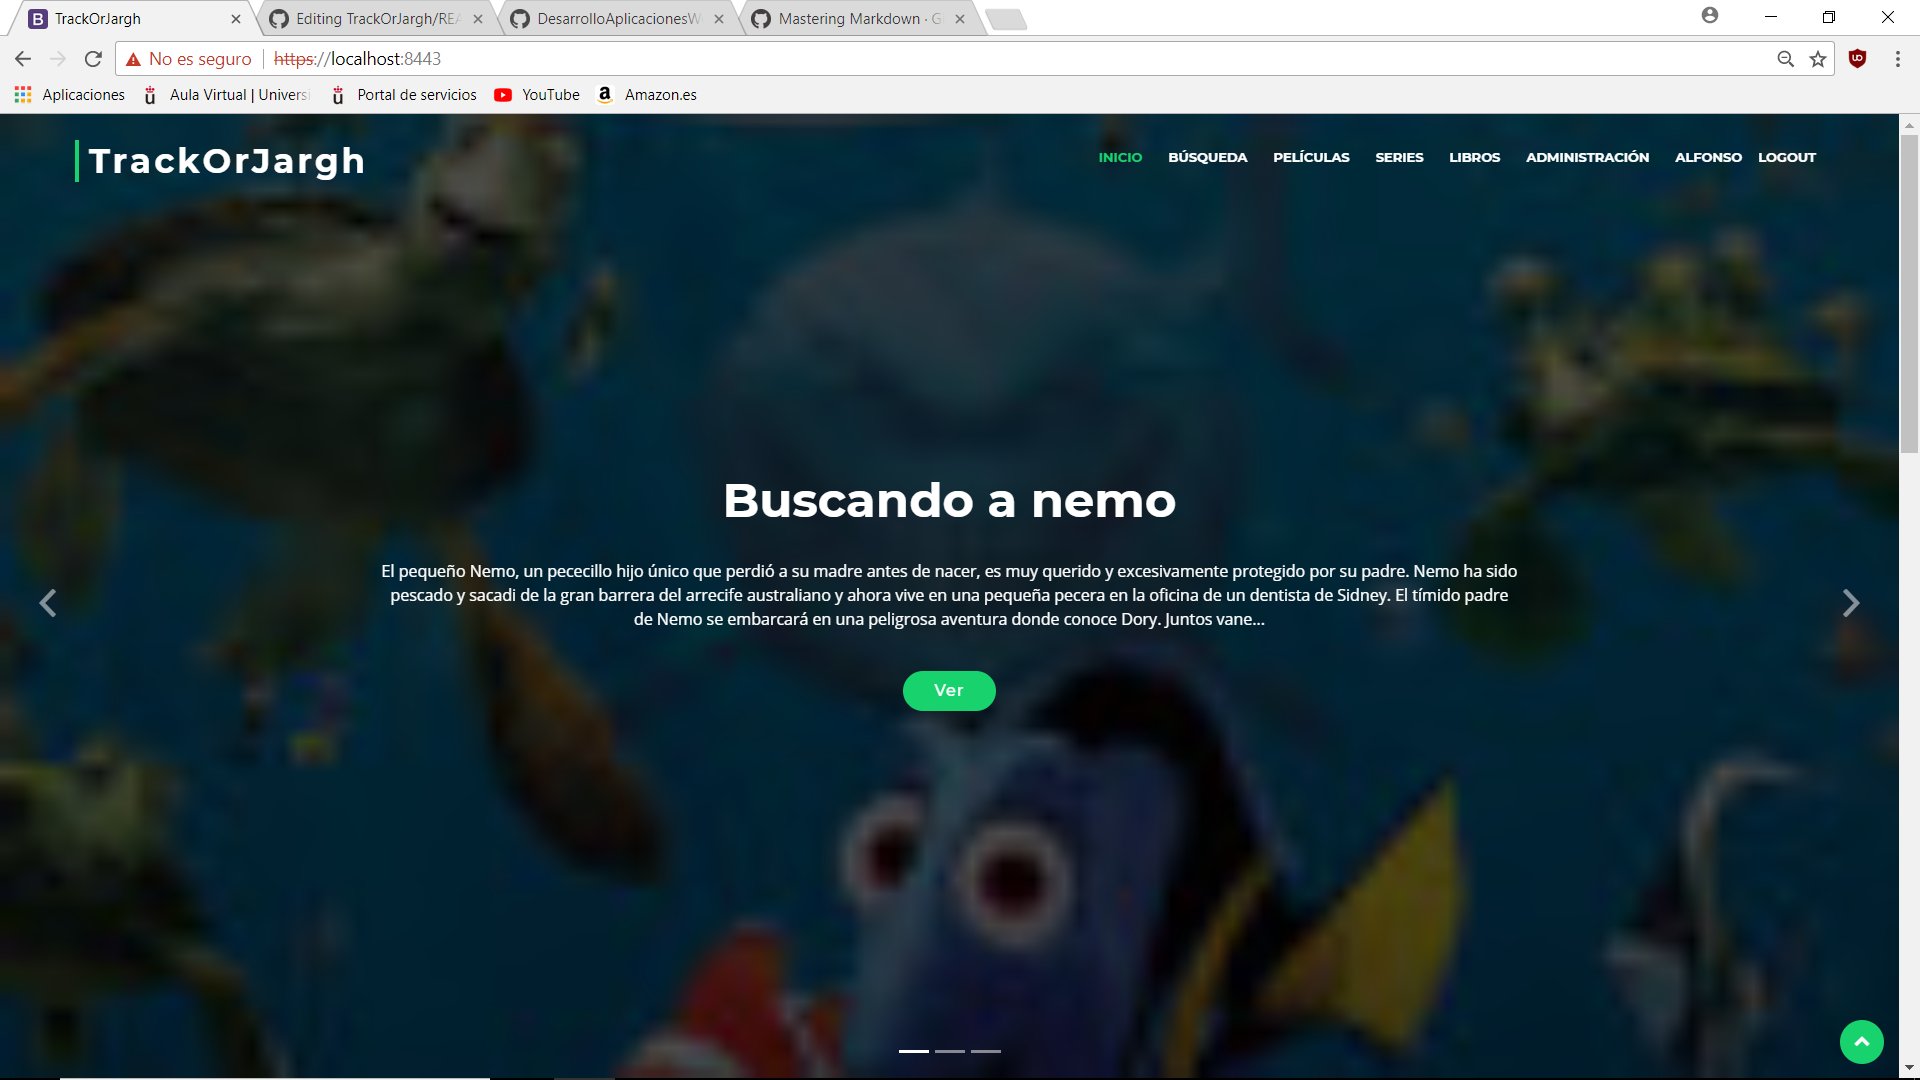 TrackOrJargh
Editing TrackOrJargh/REA
DesarrolloAplicacionesW
Mastering Markdown · G
No es seguro https://localhost:8443
Aplicaciones
Aula Virtual | Universi
Portal de servicios
YouTube
Amazon.es
TrackOrJargh
INICIO
BÚSQUEDA
PELÍCULAS
SERIES
LIBROS
ADMINISTRACIÓN
ALFONSO
LOGOUT
Buscando a nemo
El pequeño Nemo, un pececillo hijo único que perdió a su madre antes de nacer, es muy querido y excesivamente protegido por su padre. Nemo ha sido
pescado y sacadi de la gran barrera del arrecife australiano y ahora vive en una pequeña pecera en la oficina de un dentista de Sidney. El tímido padre
de Nemo se embarcará en una peligrosa aventura donde conoce Dory. Juntos vane...
Ver